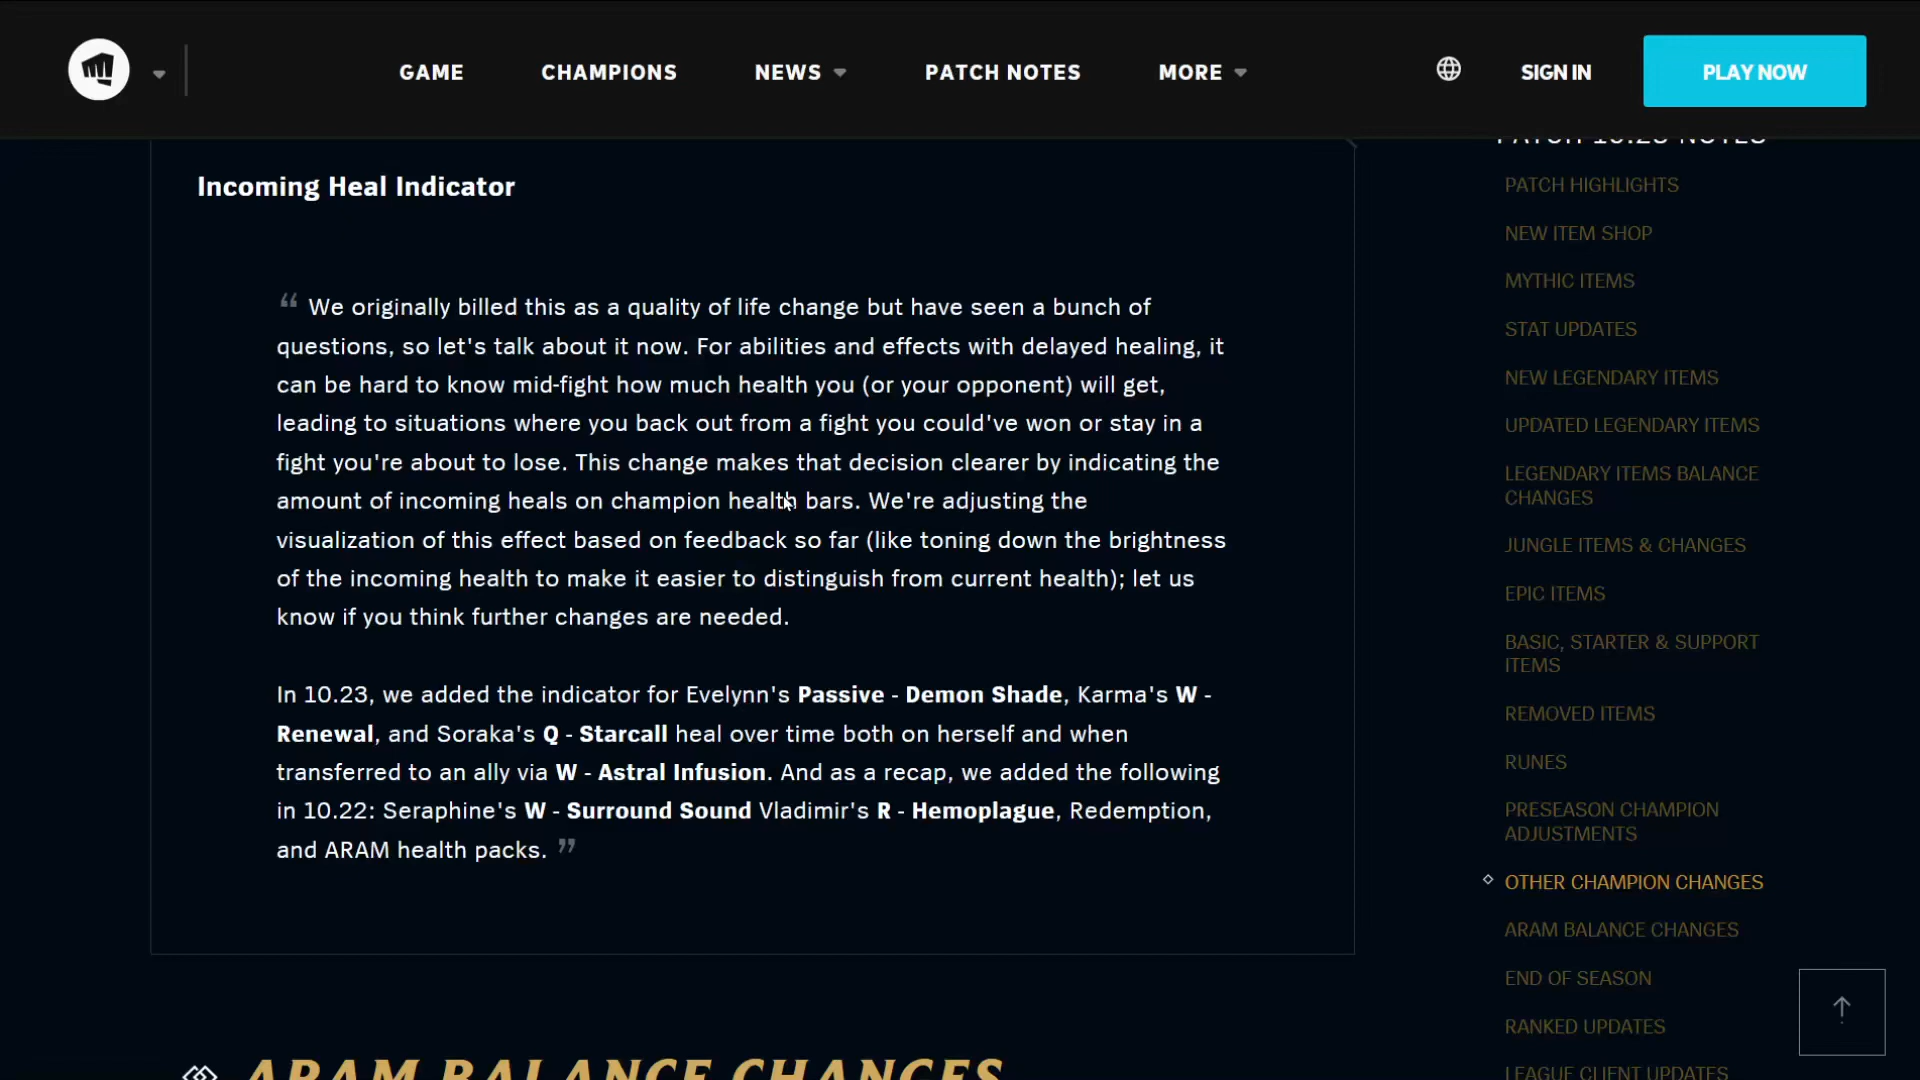 GAME
CHAMPIONS
NEWS
PATCH NOTES
MORE
SIGN IN
PLAY NOW
Incoming Heal Indicator
“ We originally billed this as a quality of life change but have seen a bunch of
questions, so let's talk about it now. For abilities and effects with delayed healing, it
can be hard to know mid-fight how much health you (or your opponent) will get,
leading to situations where you back out from a fight you could've won or stay in a
fight you're about to lose. This change makes that decision clearer by indicating the
amount of incoming heals on champion health bars. We're adjusting the
visualization of this effect based on feedback so far (like toning down the brightness
of the incoming health to make it easier to distinguish from current health); let us
know if you think further changes are needed.
In 10.23, we added the indicator for Evelynn's Passive - Demon Shade, Karma's W -
Renewal, and Soraka's Q - Starcall heal over time both on herself and when
transferred to an ally via W - Astral Infusion. And as a recap, we added the following
in 10.22: Seraphine's W - Surround Sound Vladimir's R - Hemoplague, Redemption,
and ARAM health packs. ”
ARAM BALANCE CHANGES
PATCH 10.23 NOTES
PATCH HIGHLIGHTS
NEW ITEM SHOP
MYTHIC ITEMS
STAT UPDATES
NEW LEGENDARY ITEMS
UPDATED LEGENDARY ITEMS
LEGENDARY ITEMS BALANCE
CHANGES
JUNGLE ITEMS & CHANGES
EPIC ITEMS
BASIC, STARTER & SUPPORT
ITEMS
REMOVED ITEMS
RUNES
PRESEASON CHAMPION
ADJUSTMENTS
OTHER CHAMPION CHANGES
ARAM BALANCE CHANGES
END OF SEASON
RANKED UPDATES
LEAGUE CLIENT UPDATES